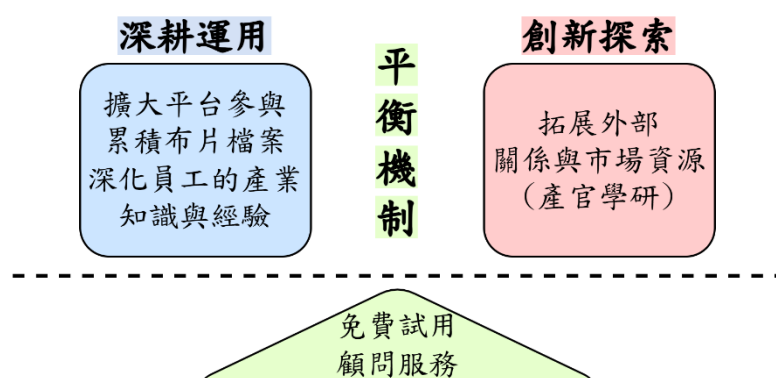 深耕運用
擴大平台參與
累積布片檔案
深化員工的產業
知識與經驗
平
衡
機
制
創新探索
拓展外部
關係與市場資源
（產官學研）
免費試用
顧問服務